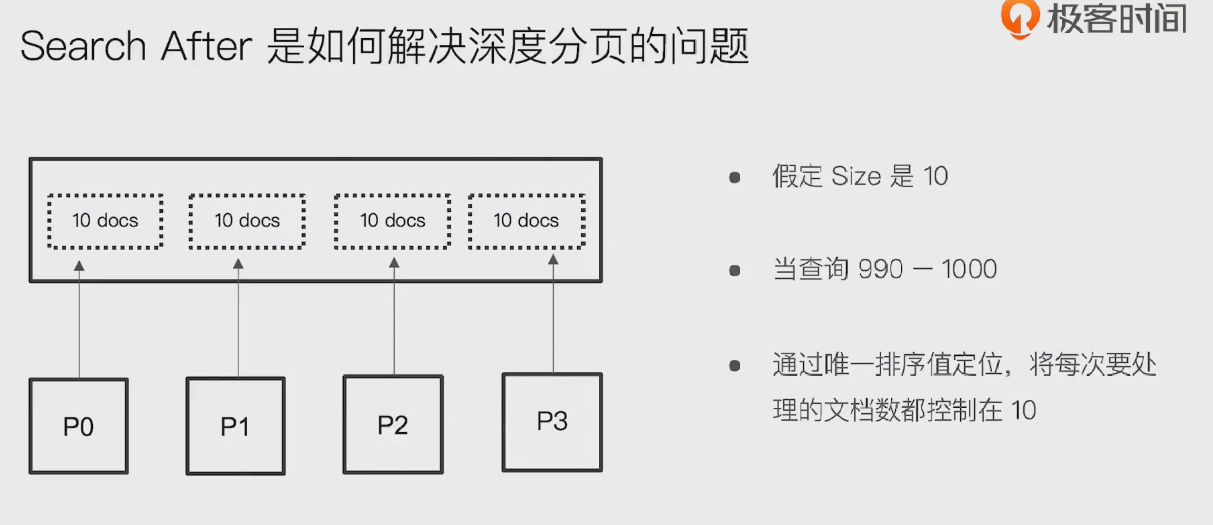 极客时间
Search After 是如何解决深度分页的问题
10 docs
10 docs
10 docs
10 docs
P0
P1
P2
P3
假定 Size 是 10
当查询 990 – 1000
通过唯一排序值定位，将每次要处
理的文档数都控制在 10